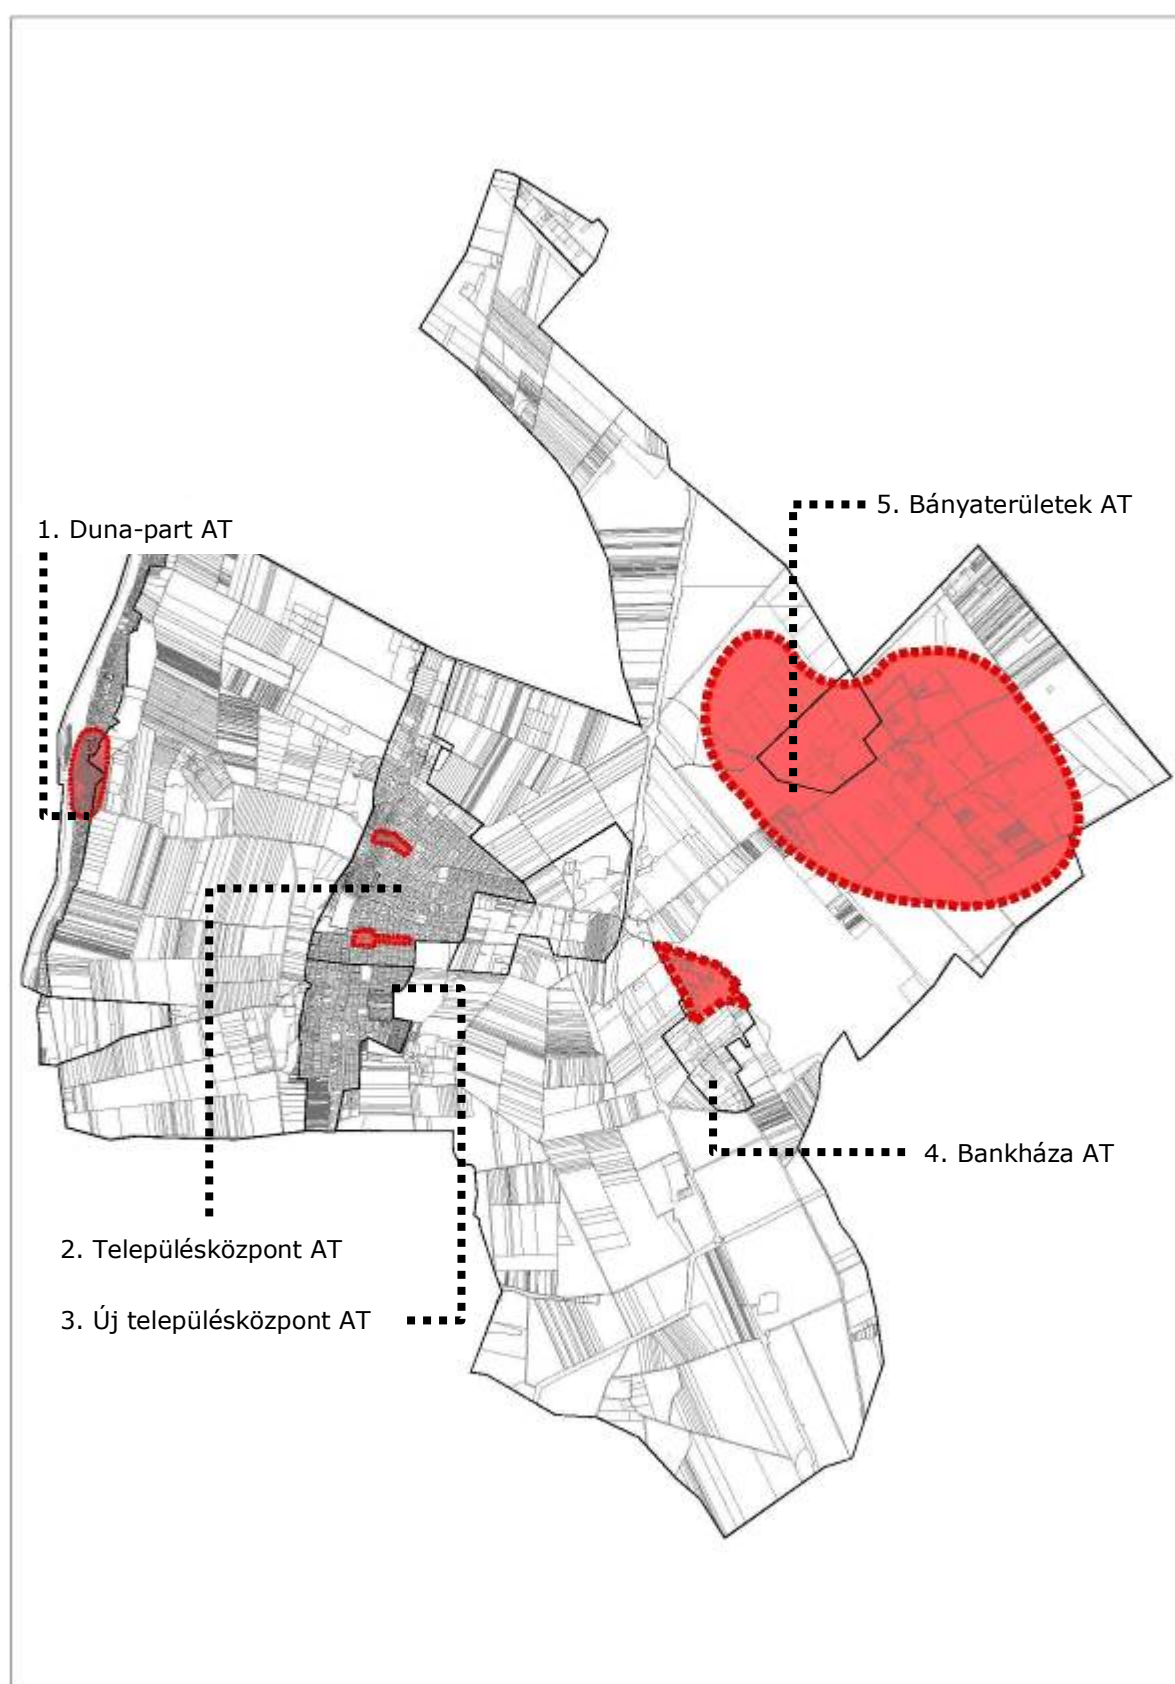 5. Bányaterületek AT
1. Duna-part AT
4. Bankháza AT
2. Településközpont AT
3. Új településközpont AT